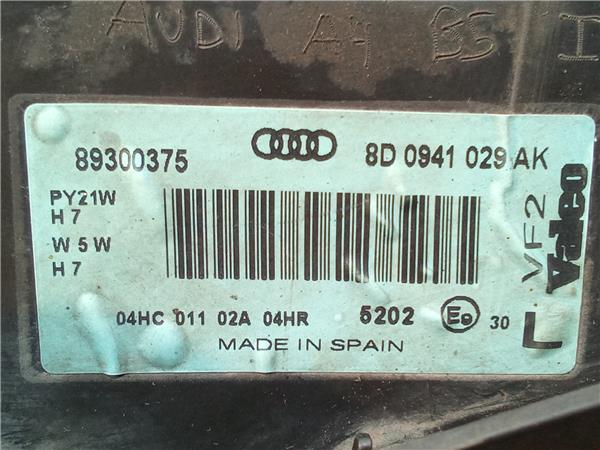 AUDI A4 B5 I
89300375
8D 0941 029 AK
PY21W
H7
W5W
H7
VF2
Valeo
04HC 011 02A 04HR
5202
E9
30
L
MADE IN SPAIN